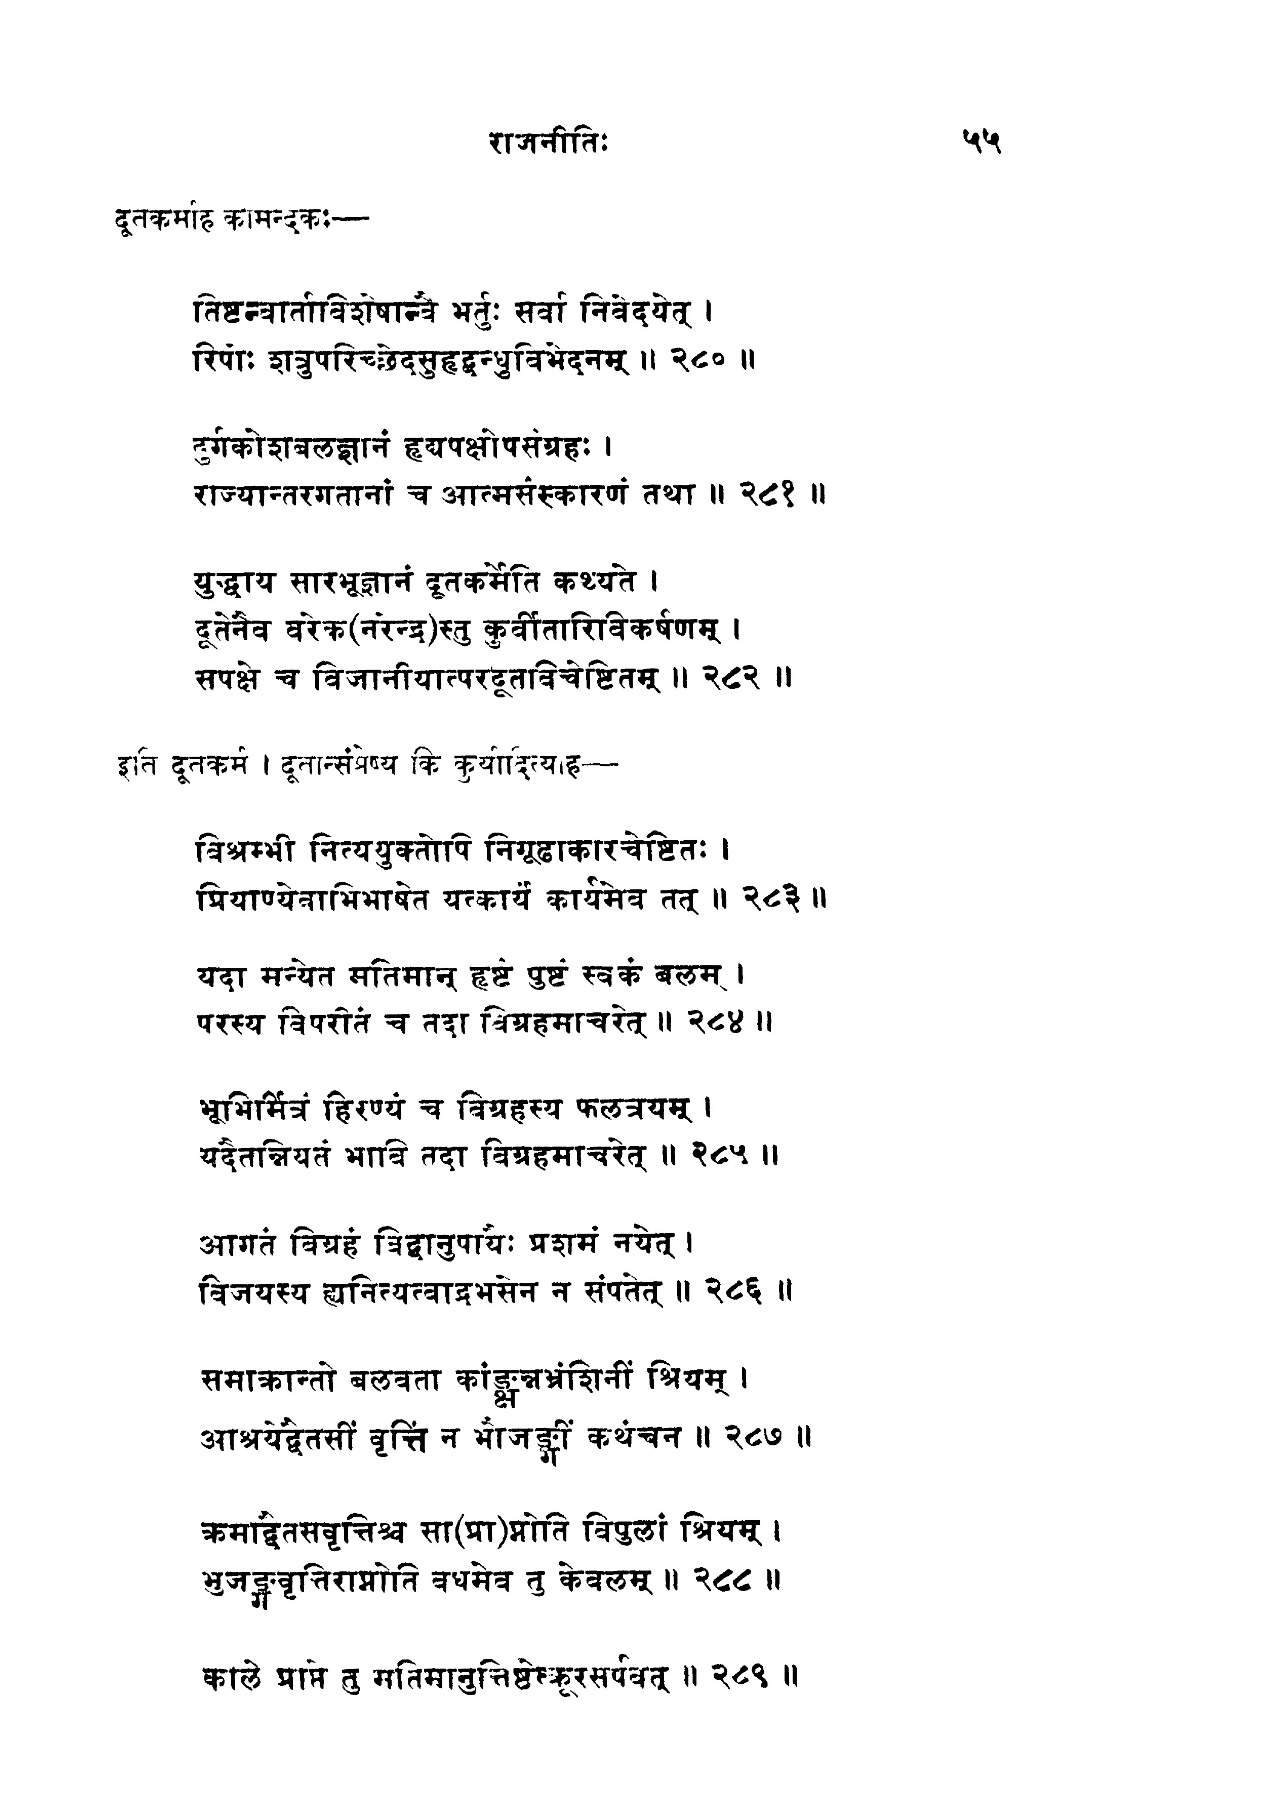 राजनीतिः ५५
दूतकर्माह कामन्दकः—
तिष्टन्वार्ताविशेषान्वै भर्तुः सर्वा निवेदयेत् ।
रिपोः शत्रुपरिच्छेदसुहृद्बन्धुविभेदनम् ॥ २८० ॥
दुर्गकोशबलज्ञानं हृद्यपक्षोपसंग्रहः ।
राज्यान्तरगतानां च आत्मसंस्कारणं तथा ॥ २८१ ॥
युद्धाय सारभूज्ञानं दूतकर्मेति कथ्यते ।
दूतेनैव वरेक(नरेन्द्र)स्तु कुर्वीतारिविकर्षणम् ।
सपक्षे च विजानीयात्परदूतविचेष्टितम् ॥ २८२ ॥
इति दूतकर्म । दूतान्संप्रेष्य किं कुर्यादित्याह—
विश्रम्भी नित्ययुक्तोपि निगूढाकारचेष्टितः ।
प्रियाण्येवाभिभाषेत यत्कार्यं कार्यमेव तत् ॥ २८३ ॥
यदा मन्येत मतिमान् हृष्टं पुष्टं स्वकं बलम् ।
परस्य विपरीतं च तदा विग्रहमाचरेत् ॥ २८४ ॥
भूमिर्मित्रं हिरण्यं च विग्रहस्य फलत्रयम् ।
यदैतन्नियतं भावि तदा विग्रहमाचरेत् ॥ २८५ ॥
आगतं विग्रहं विद्वानुपायैः प्रशमं नयेत् ।
विजयस्य ह्यनित्यत्वाद्रभसेन न संपतेत् ॥ २८६ ॥
समाक्रान्तो बलवता कांङ्क्षन्नभ्रंशिनीं श्रियम् ।
आश्रयेद्वैतसीं वृत्तिं न भौजङ्गीं कथंचन ॥ २८७ ॥
क्रमाद्वैतसवृत्तिश्च सा(प्रा)प्नोति विपुलां श्रियम् ।
भुजङ्गवृत्तिराप्नोति वधमेव तु केवलम् ॥ २८८ ॥
काले प्राप्ते तु मतिमानुत्तिष्ठेत्क्रूरसर्पवत् ॥ २८९ ॥